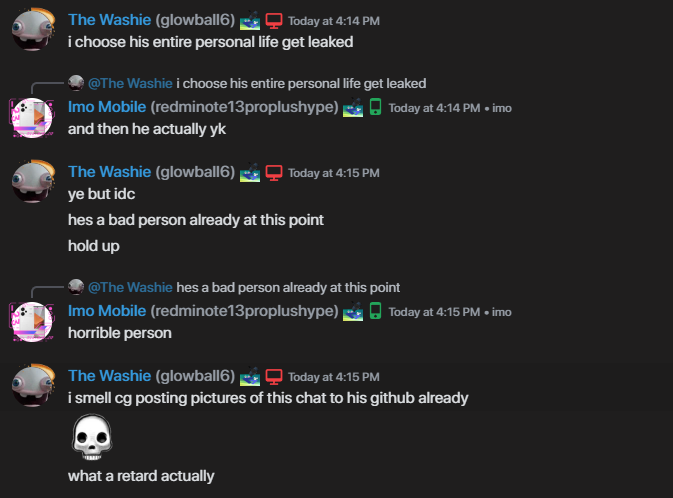 The Washie (glowball6) Today at 4:14 PM
i choose his entire personal life get leaked
@The Washie i choose his entire personal life get leaked
Imo Mobile (redminote13proplushype) Today at 4:14 PM • imo
and then he actually yk
The Washie (glowball6) Today at 4:15 PM
ye but idc
hes a bad person already at this point
hold up
@The Washie hes a bad person already at this point
Imo Mobile (redminote13proplushype) Today at 4:15 PM • imo
horrible person
The Washie (glowball6) Today at 4:15 PM
i smell cg posting pictures of this chat to his github already
what a retard actually